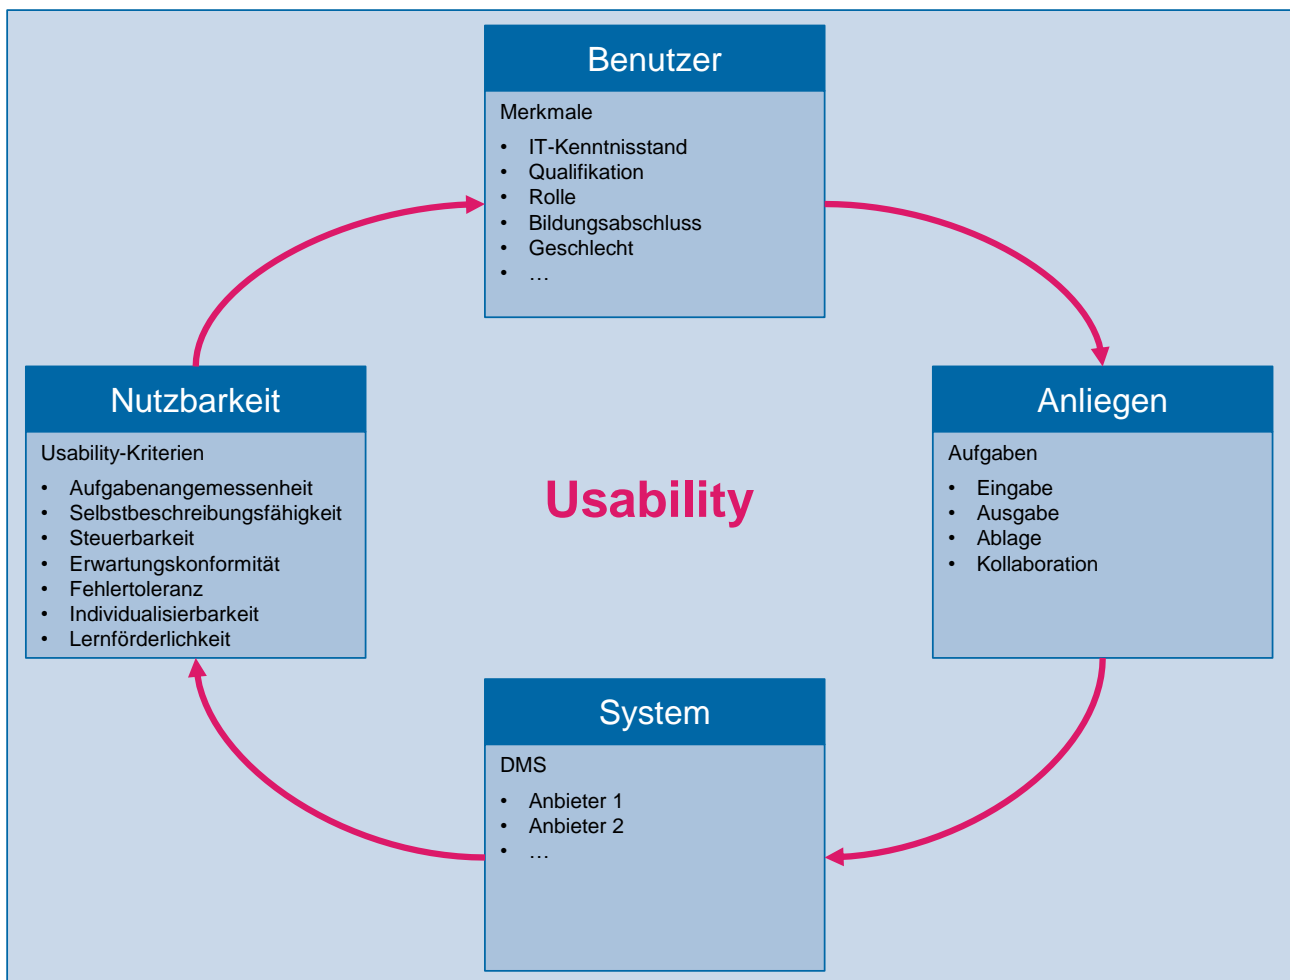 Benutzer
Merkmale
• IT-Kenntnisstand
• Qualifikation
• Rolle
• Bildungsabschluss
• Geschlecht
• …
Nutzbarkeit
Usability-Kriterien
• Aufgabenangemessenheit
• Selbstbeschreibungsfähigkeit
• Steuerbarkeit
• Erwartungskonformität
• Fehlertoleranz
• Individualisierbarkeit
• Lernförderlichkeit
Usability
Anliegen
Aufgaben
• Eingabe
• Ausgabe
• Ablage
• Kollaboration
System
DMS
• Anbieter 1
• Anbieter 2
• …